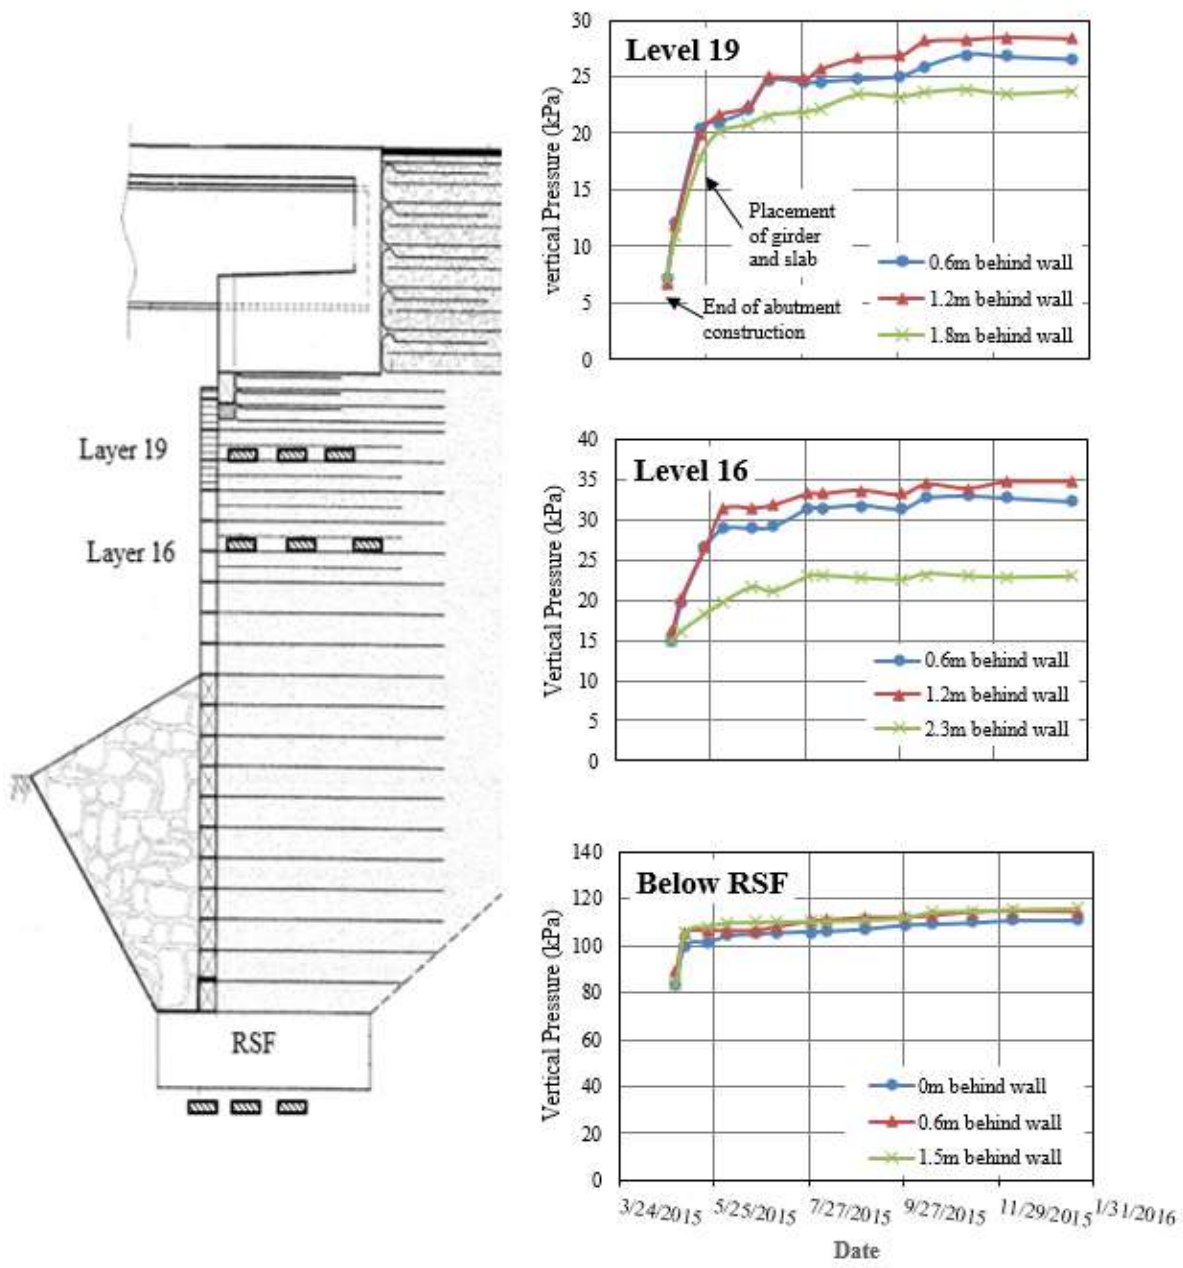 Layer 19
Layer 16
RSF
Level 19
vertical Pressure (kPa)
30
25
20
15
10
5
0
Placement
of girder
and slab
End of abutment
construction
0.6m behind wall
1.2m behind wall
1.8m behind wall
Level 16
Vertical Pressure (kPa)
40
35
30
25
20
15
10
5
0
0.6m behind wall
1.2m behind wall
2.3m behind wall
Below RSF
Vertical Pressure (kPa)
140
120
100
80
60
40
20
0
0m behind wall
0.6m behind wall
1.5m behind wall
3/24/2015
5/25/2015
7/27/2015
9/27/2015
11/29/2015
1/31/2016
Date